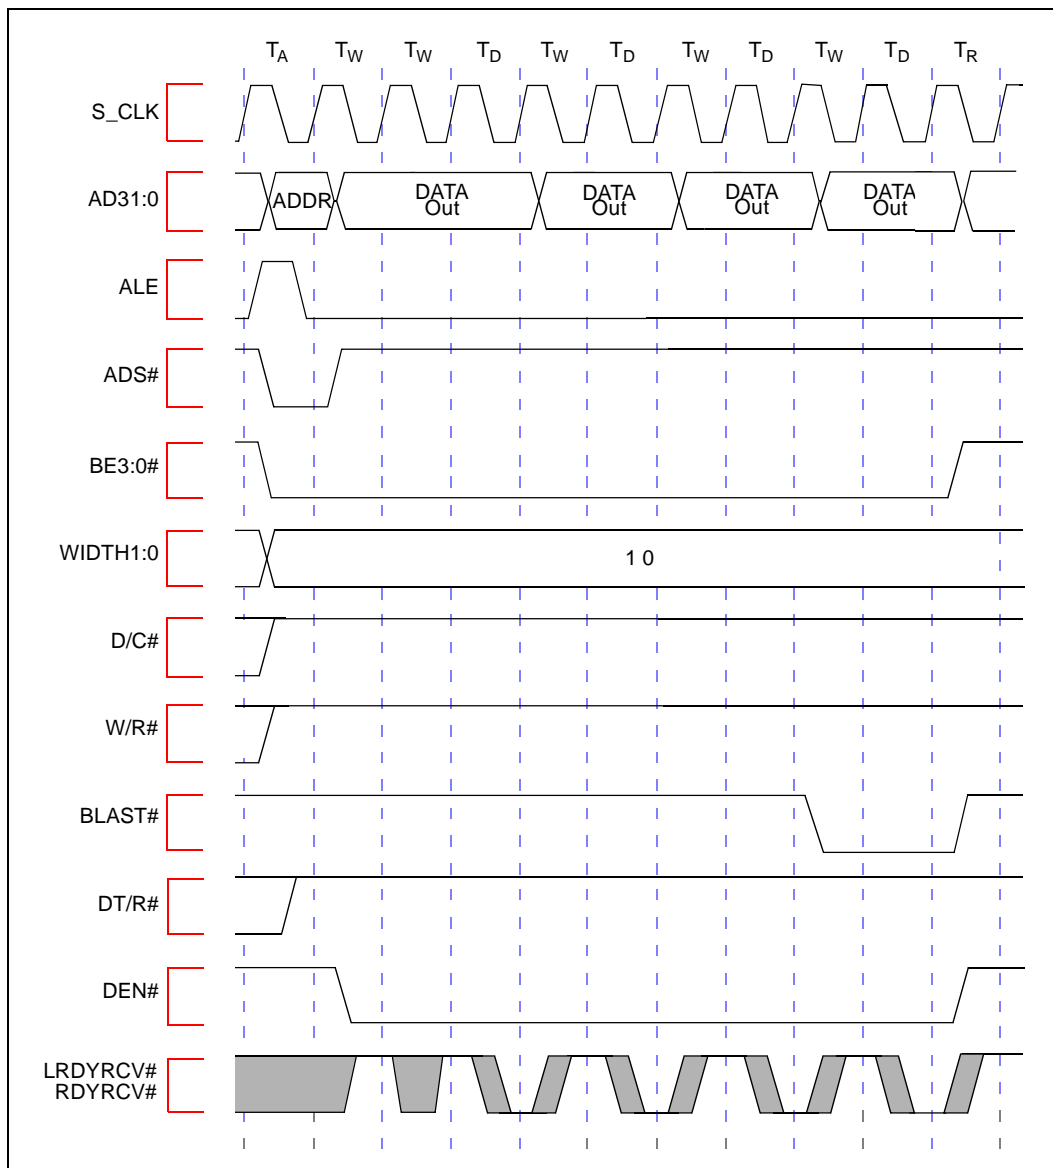 TA TW TW TD TW TD TW TD TW TD TR
S_CLK
AD31:0
ADDR
DATA
Out
DATA
Out
DATA
Out
DATA
Out
ALE
ADS#
BE3:0#
WIDTH1:0
1 0
D/C#
W/R#
BLAST#
DT/R#
DEN#
LRDYRCV#
RDYRCV#